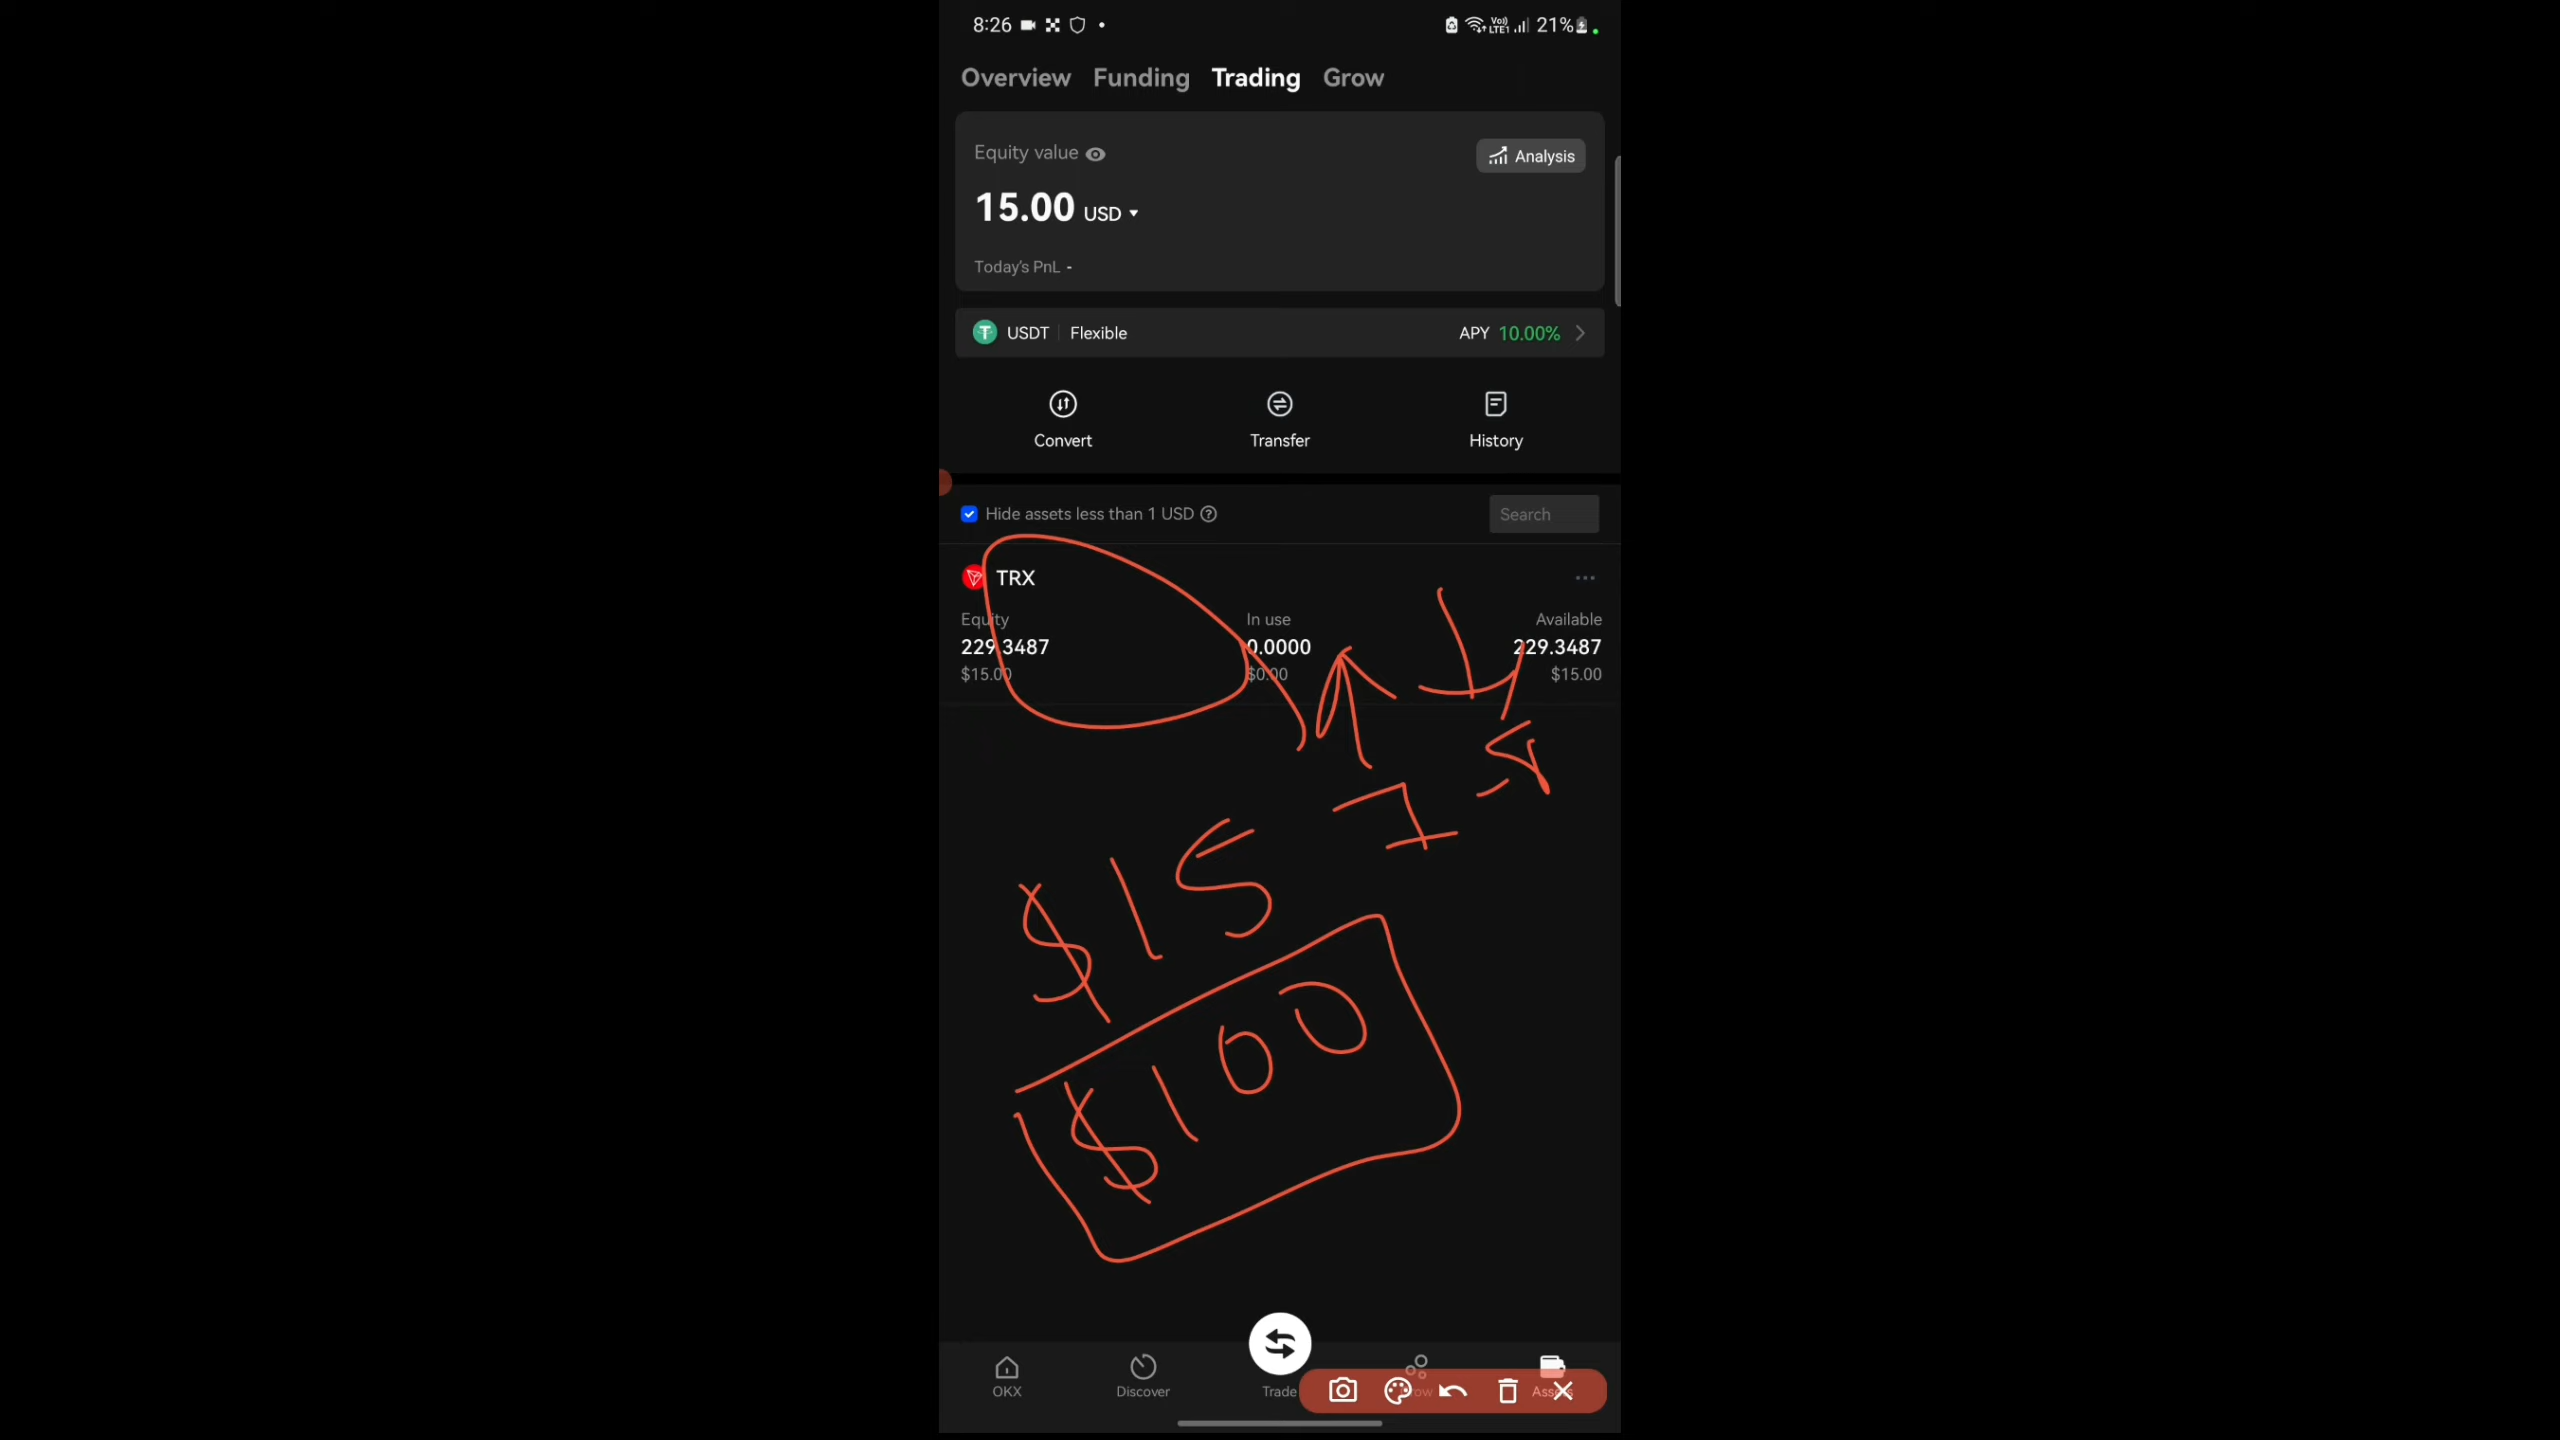 8:26 Vo) LTE1 21%
Overview Funding Trading Grow
Equity value Analysis
15.00 USD
Today's PnL -
USDT Flexible APY 10.00%
Convert Transfer History
Hide assets less than 1 USD Search
TRX
Equity In use Available
229.3487 0.0000 229.3487
$15.00 $0.00 $15.00
$15
$100
OKX Discover Trade